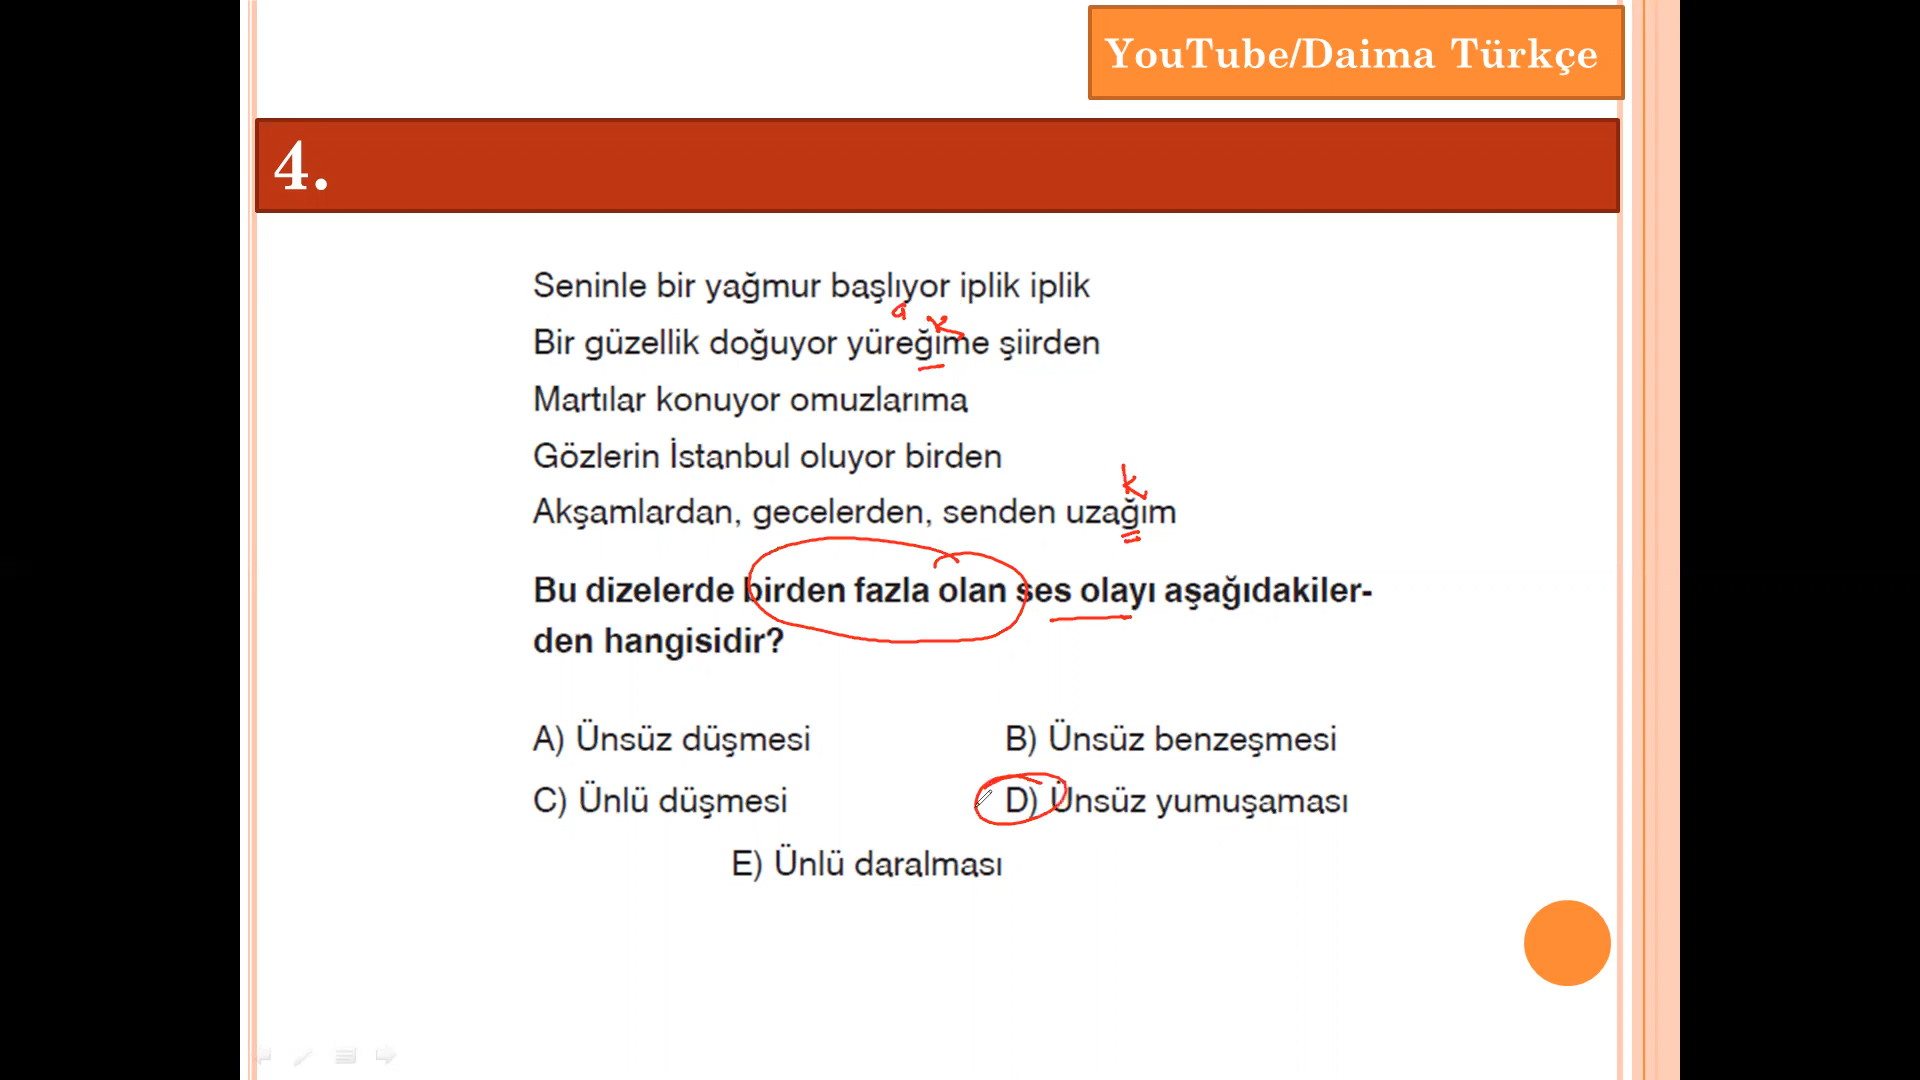 YouTube/Daima Türkçe
4.
Seninle bir yağmur başlıyor iplik iplik
a
k
Bir güzellik doğuyor yüreğime şiirden
Martılar konuyor omuzlarıma
Gözlerin İstanbul oluyor birden
k
Akşamlardan, gecelerden, senden uzağım
Bu dizelerde birden fazla olan ses olayı aşağıdakiler-
den hangisidir?
A) Ünsüz düşmesi
B) Ünsüz benzeşmesi
C) Ünlü düşmesi
D) Ünsüz yumuşaması
E) Ünlü daralması